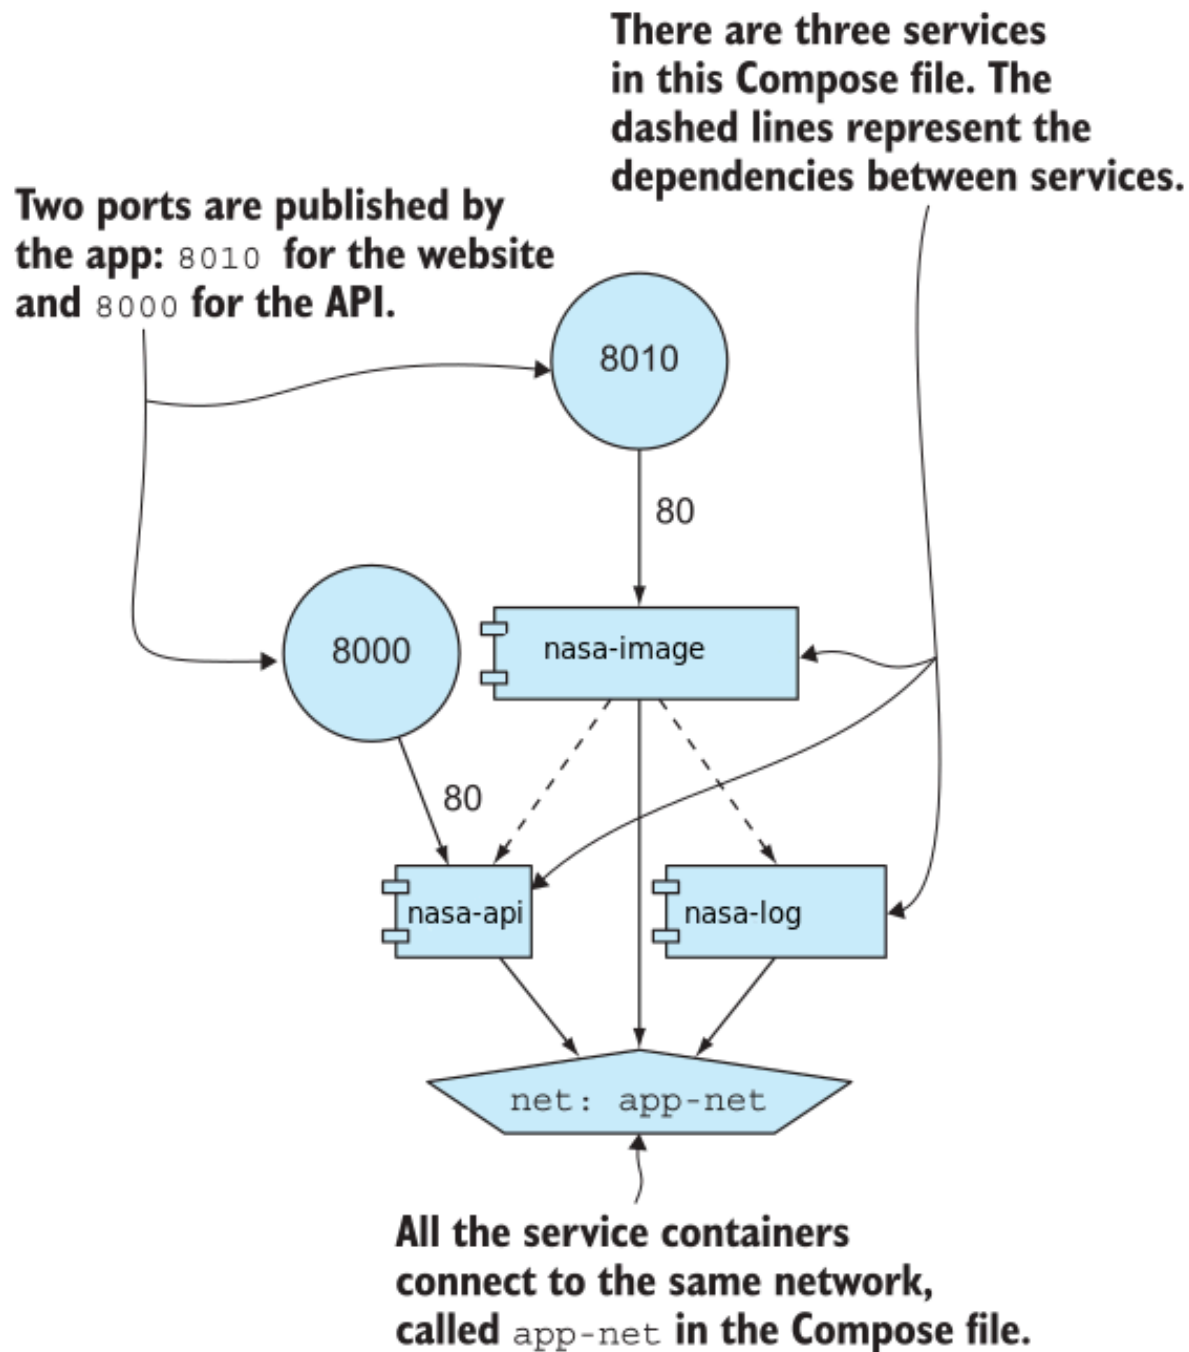 There are three services
in this Compose file. The
dashed lines represent the
dependencies between services.
Two ports are published by
the app: 8010 for the website
and 8000 for the API.
8010
80
8000
nasa-image
80
nasa-api
nasa-log
net: app-net
All the service containers
connect to the same network,
called app-net in the Compose file.